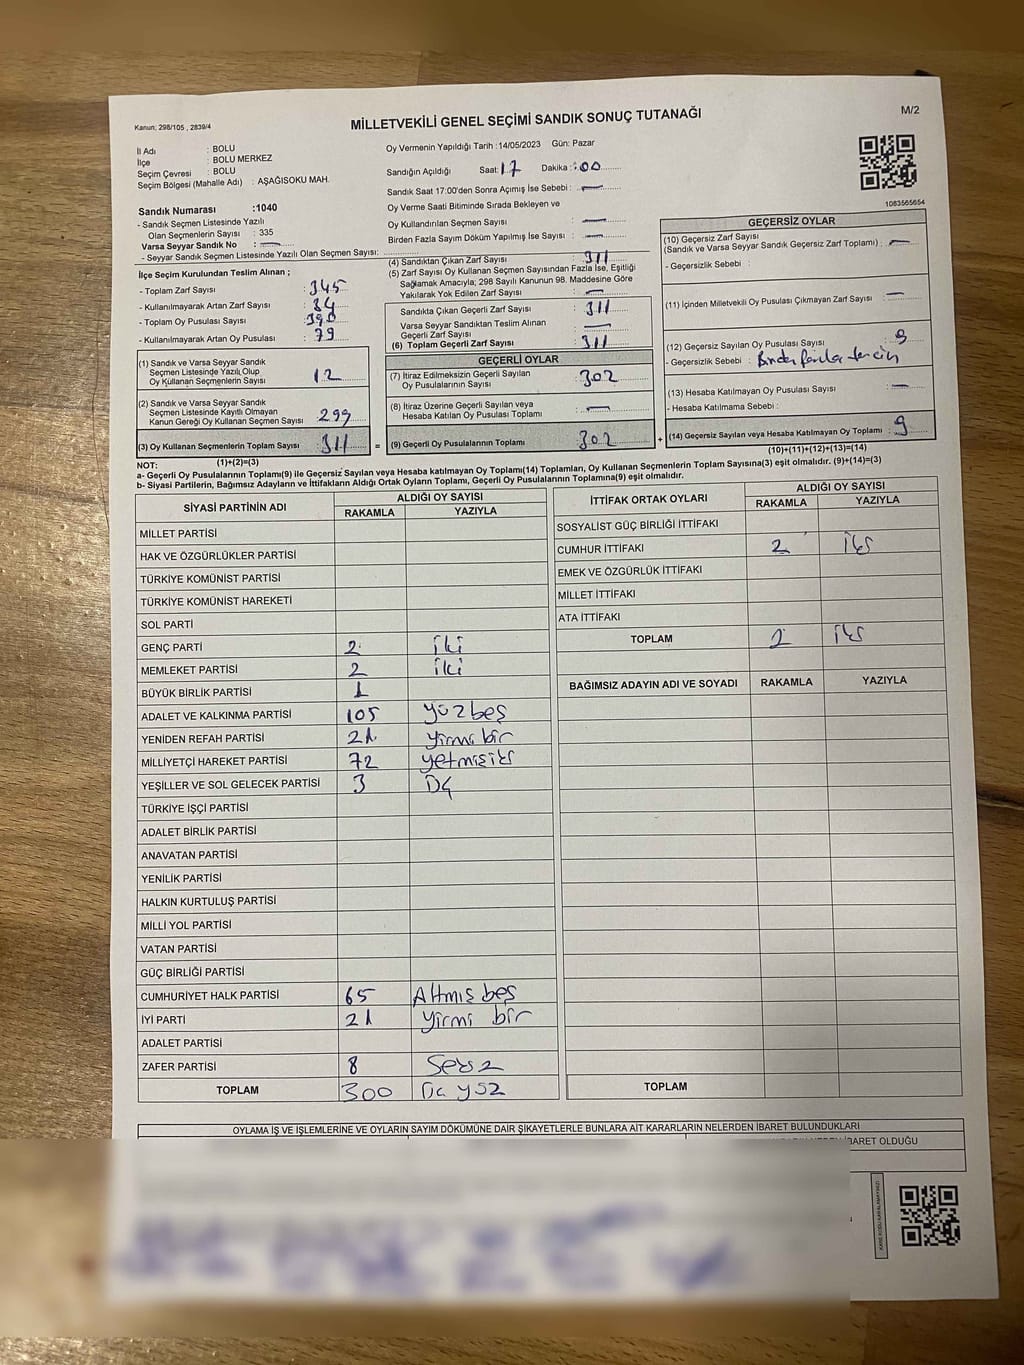 Kanun: 298/105 , 2839/4
MİLLETVEKİLİ GENEL SEÇİMİ SANDIK SONUÇ TUTANAĞI
M/2
İl Adı : BOLU
İlçe : BOLU MERKEZ
Seçim Çevresi : BOLU
Seçim Bölgesi (Mahalle Adı) : AŞAĞISOKU MAH.
Sandık Numarası :1040
- Sandık Seçmen Listesinde Yazılı
Olan Seçmenlerin Sayısı : 335
Varsa Seyyar Sandık No : —
- Seyyar Sandık Seçmen Listesinde Yazılı Olan Seçmen Sayısı:
Oy Vermenin Yapıldığı Tarih :14/05/2023 Gün: Pazar
Sandığın Açıldığı Saat: 17 Dakika : 00
Sandık Saat 17:00'den Sonra Açımış İse Sebebi : —
Oy Verme Saati Bitiminde Sırada Bekleyen ve
Oy Kullandırılan Seçmen Sayısı : —
Birden Fazla Sayım Döküm Yapılmış İse Sayısı : —
1083565654
İlçe Seçim Kurulundan Teslim Alınan ;
- Toplam Zarf Sayısı : 345
- Kullanılmayarak Artan Zarf Sayısı : 34
- Toplam Oy Pusulası Sayısı : 390
- Kullanılmayarak Artan Oy Pusulası : 79
(1) Sandık ve Varsa Seyyar Sandık
Seçmen Listesinde Yazılı Olup
Oy Kullanan Seçmenlerin Sayısı : 12
(2) Sandık ve Varsa Seyyar Sandık
Seçmen Listesinde Kayıtlı Olmayan
Kanun Gereği Oy Kullanan Seçmen Sayısı : 299
(3) Oy Kullanan Seçmenlerin Toplam Sayısı : 311
(1)+(2)=(3)
(4) Sandıktan Çıkan Zarf Sayısı : 311
(5) Zarf Sayısı Oy Kullanan Seçmen Sayısından Fazla İse, Eşitliği
Sağlamak Amacıyla; 298 Sayılı Kanunun 98. Maddesine Göre
Yakılarak Yok Edilen Zarf Sayısı : —
Sandıkta Çıkan Geçerli Zarf Sayısı : 311
Varsa Seyyar Sandıktan Teslim Alınan
Geçerli Zarf Sayısı : —
(6) Toplam Geçerli Zarf Sayısı : 311
GEÇERLİ OYLAR
(7) İtiraz Edilmeksizin Geçerli Sayılan
Oy Pusulalarının Sayısı : 302
(8) İtiraz Üzerine Geçerli Sayılan veya
Hesaba Katılan Oy Pusulası Toplamı : —
= (9) Geçerli Oy Pusulalarının Toplamı : 302
GEÇERSİZ OYLAR
(10) Geçersiz Zarf Sayısı
(Sandık ve Varsa Seyyar Sandık Geçersiz Zarf Toplamı) : —
- Geçersizlik Sebebi :
(11) İçinden Milletvekili Oy Pusulası Çıkmayan Zarf Sayısı : —
(12) Geçersiz Sayılan Oy Pusulası Sayısı : 9
- Geçersizlik Sebebi : Birden fazla tercih
(13) Hesaba Katılmayan Oy Pusulası Sayısı : —
- Hesaba Katılmama Sebebi :
+ (14) Geçersiz Sayılan veya Hesaba Katılmayan Oy Toplamı : 9
(10)+(11)+(12)+(13)=(14)
NOT:
a- Geçerli Oy Pusulalarının Toplamı(9) ile Geçersiz Sayılan veya Hesaba katılmayan Oy Toplamı(14) Toplamları, Oy Kullanan Seçmenlerin Toplam Sayısına(3) eşit olmalıdır. (9)+(14)=(3)
b- Siyasi Partilerin, Bağımsız Adayların ve İttifakların Aldığı Ortak Oyların Toplamı, Geçerli Oy Pusulalarının Toplamına(9) eşit olmalıdır.
SİYASİ PARTİNİN ADI ALDIĞI OY SAYISI
RAKAMLA YAZIYLA
MİLLET PARTİSİ
HAK VE ÖZGÜRLÜKLER PARTİSİ
TÜRKİYE KOMÜNİST PARTİSİ
TÜRKİYE KOMÜNİST HAREKETİ
SOL PARTİ
GENÇ PARTİ 2 iki
MEMLEKET PARTİSİ 2 iki
BÜYÜK BİRLİK PARTİSİ 1
ADALET VE KALKINMA PARTİSİ 105 yüzbeş
YENİDEN REFAH PARTİSİ 21 yirmi bir
MİLLİYETÇİ HAREKET PARTİSİ 72 yetmişiki
YEŞİLLER VE SOL GELECEK PARTİSİ 3 Üç
TÜRKİYE İŞÇİ PARTİSİ
ADALET BİRLİK PARTİSİ
ANAVATAN PARTİSİ
YENİLİK PARTİSİ
HALKIN KURTULUŞ PARTİSİ
MİLLİ YOL PARTİSİ
VATAN PARTİSİ
GÜÇ BİRLİĞİ PARTİSİ
CUMHURİYET HALK PARTİSİ 65 Altmış beş
İYİ PARTİ 21 Yirmi bir
ADALET PARTİSİ
ZAFER PARTİSİ 8 Sekiz
TOPLAM 300 Üç yüz
İTTİFAK ORTAK OYLARI ALDIĞI OY SAYISI
RAKAMLA YAZIYLA
SOSYALİST GÜÇ BİRLİĞİ İTTİFAKI
CUMHUR İTTİFAKI 2 iki
EMEK VE ÖZGÜRLÜK İTTİFAKI
MİLLET İTTİFAKI
ATA İTTİFAKI
TOPLAM 2 iki
BAĞIMSIZ ADAYIN ADI VE SOYADI RAKAMLA YAZIYLA
TOPLAM
OYLAMA İŞ VE İŞLEMLERİNE VE OYLARIN SAYIM DÖKÜMÜNE DAİR ŞİKAYETLERLE BUNLARA AİT KARARLARIN NELERDEN İBARET BULUNDUKLARI
BARET OLDUĞU